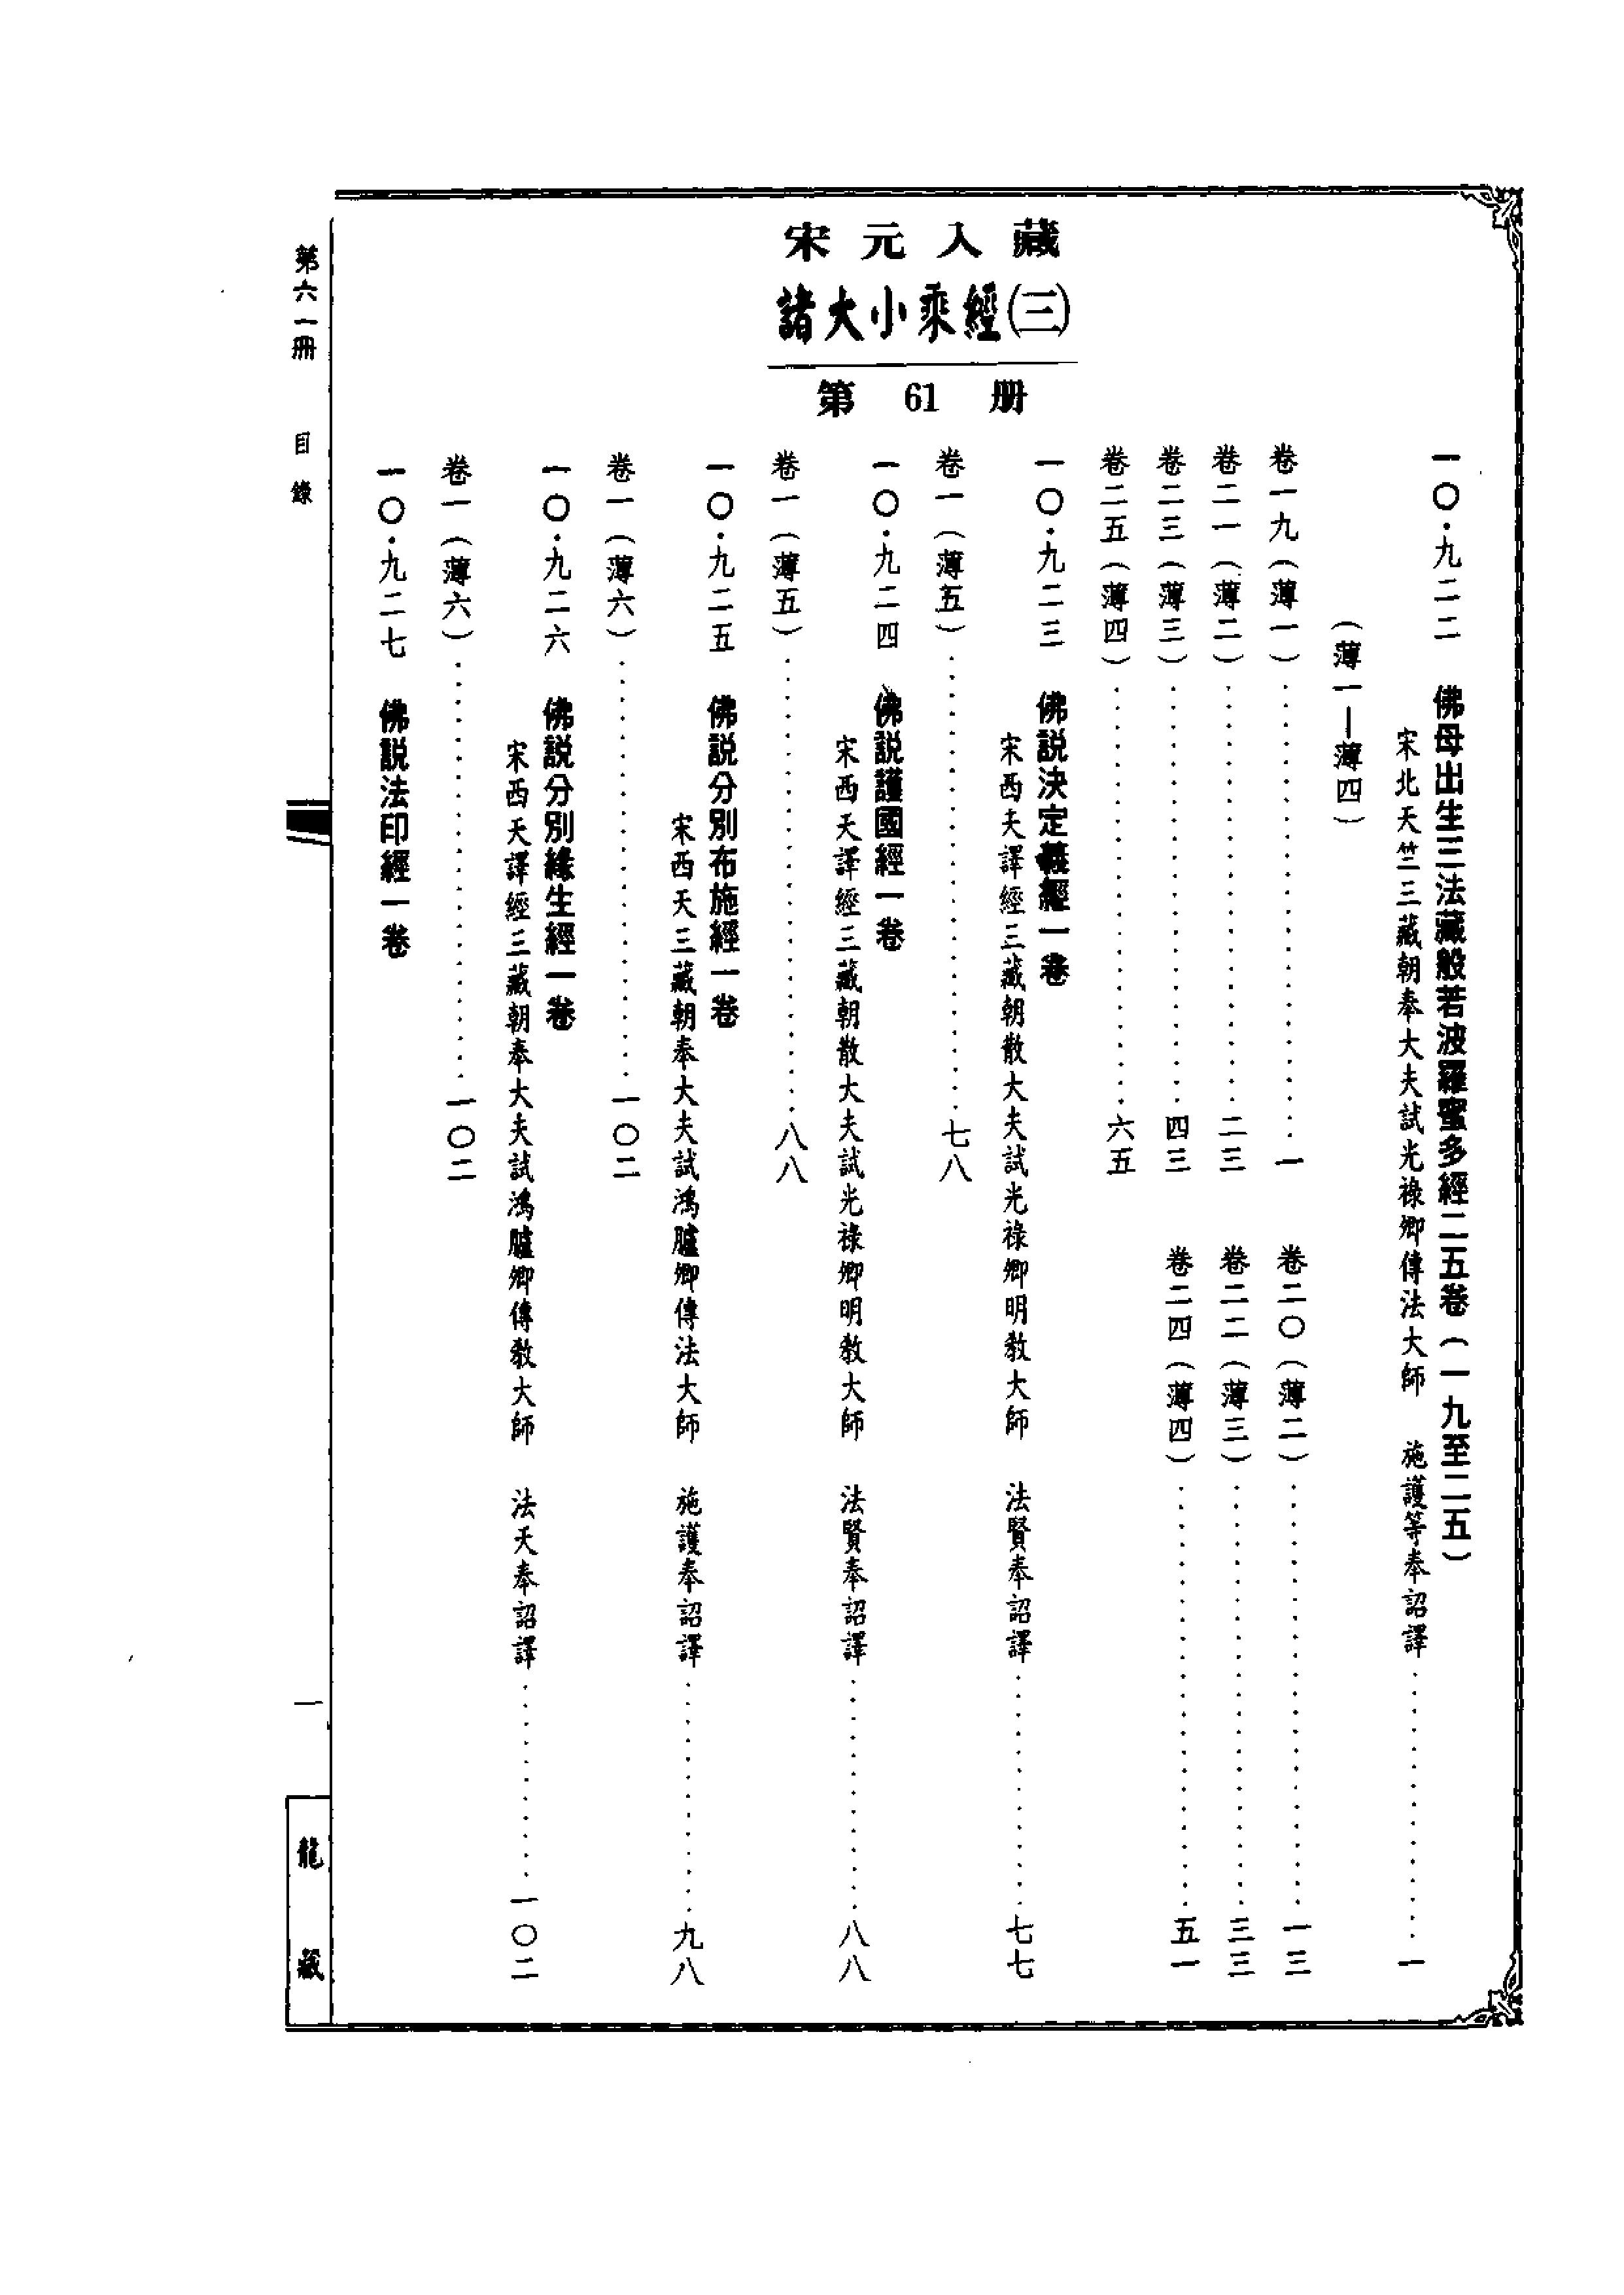 宋元入藏
諸大小乘經(三)
第61册
一〇·九二二　佛母出生三法藏般若波羅蜜多經二五卷(一九至二五)
宋北天竺三藏朝奉大夫試光祿卿傳法大師　施護等奉詔譯……………一
(薄一—薄四)
卷一九(薄一)……………一　卷二〇(薄二)……………一三
卷二一(薄二)……………二三　卷二二(薄三)……………三三
卷二三(薄三)……………四三　卷二四(薄四)……………五一
卷二五(薄四)……………六五
一〇·九二三　佛説決定義經一卷
宋西天譯經三藏朝散大夫試光祿卿明教大師　法賢奉詔譯……………七七
卷一(薄五)……………七八
一〇·九二四　佛説護國經一卷
宋西天譯經三藏朝散大夫試光祿卿明教大師　法賢奉詔譯……………八八
卷一(薄五)……………八八
一〇·九二五　佛説分別布施經一卷
宋西天三藏朝奉大夫試鴻臚卿傳法大師　施護奉詔譯……………九八
卷一(薄六)……………一〇二
一〇·九二六　佛説分別緣生經一卷
宋西天譯經三藏朝奉大夫試鴻臚卿傳教大師　法天奉詔譯……………一〇二
卷一(薄六)……………一〇二
一〇·九二七　佛説法印經一卷
第六一冊　目錄　一
龍藏